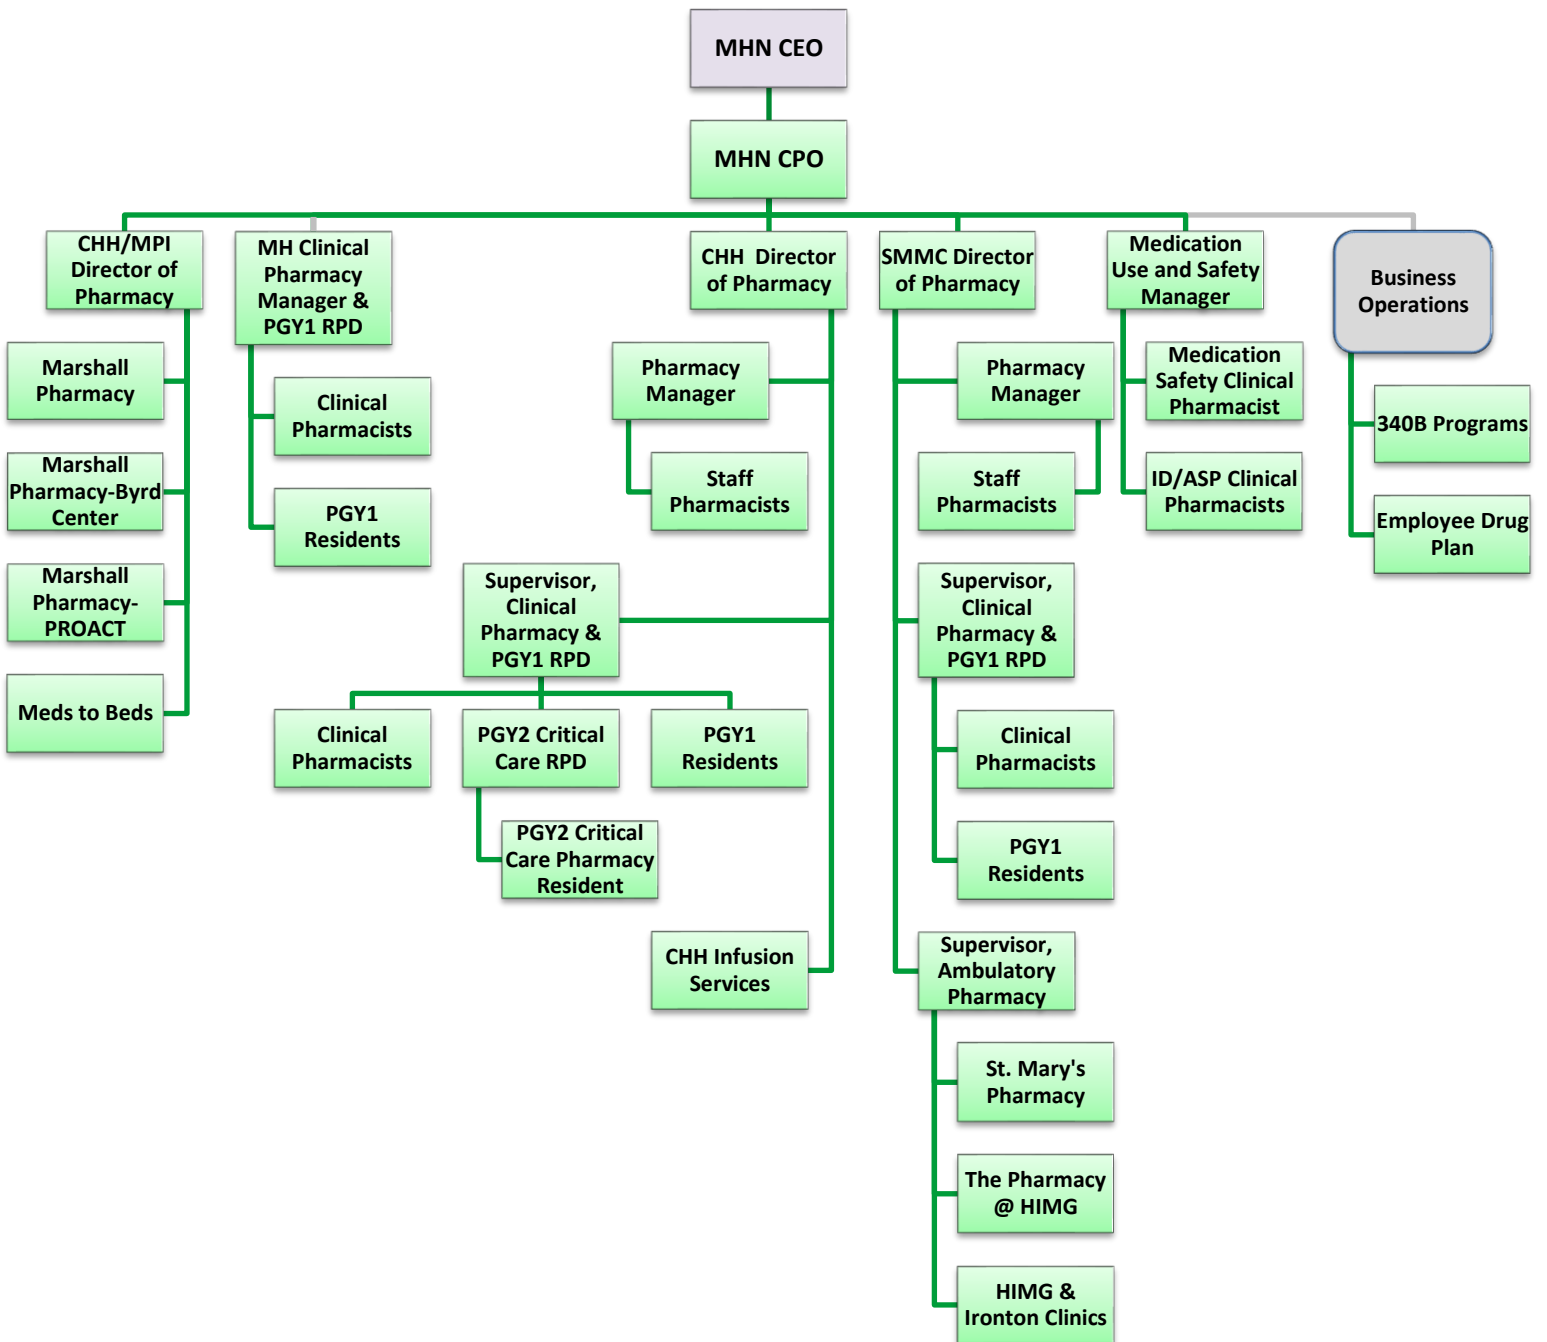 MHN CEO
MHN CPO
CHH/MPI
Director of
Pharmacy
MH Clinical
Pharmacy
Manager &
PGY1 RPD
CHH Director
of Pharmacy
SMMC Director
of Pharmacy
Medication
Use and Safety
Manager
Business
Operations
Marshall
Pharmacy
Marshall
Pharmacy-Byrd
Center
Marshall
Pharmacy-
PROACT
Meds to Beds
Clinical
Pharmacists
PGY1
Residents
Pharmacy
Manager
Staff
Pharmacists
Supervisor,
Clinical
Pharmacy &
PGY1 RPD
Clinical
Pharmacists
PGY2 Critical
Care RPD
PGY1
Residents
PGY2 Critical
Care Pharmacy
Resident
CHH Infusion
Services
Pharmacy
Manager
Staff
Pharmacists
Supervisor,
Clinical
Pharmacy &
PGY1 RPD
Clinical
Pharmacists
PGY1
Residents
Supervisor,
Ambulatory
Pharmacy
St. Mary's
Pharmacy
The Pharmacy
@ HIMG
HIMG &
Ironton Clinics
Medication
Safety Clinical
Pharmacist
ID/ASP Clinical
Pharmacists
340B Programs
Employee Drug
Plan